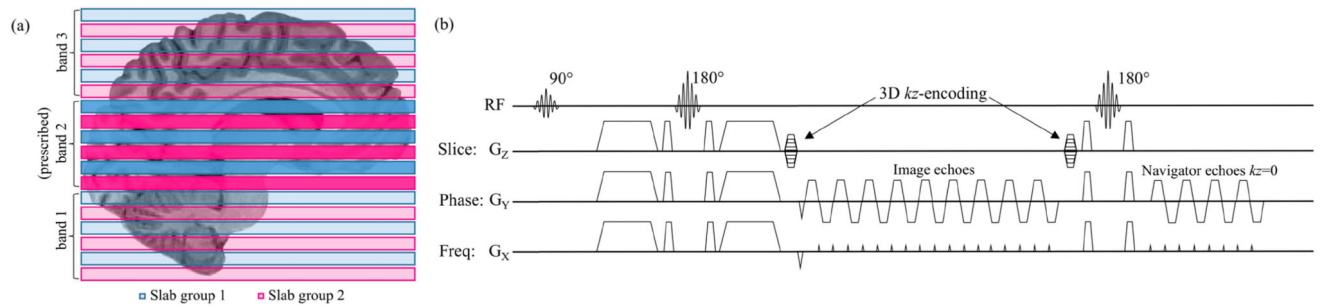 (a)
band 3
(prescribed)
band 2
band 1
Slab group 1
Slab group 2
(b)
90°
180°
180°
RF
3D kz-encoding
Slice: GZ
Image echoes
Navigator echoes kz=0
Phase: GY
Freq: GX